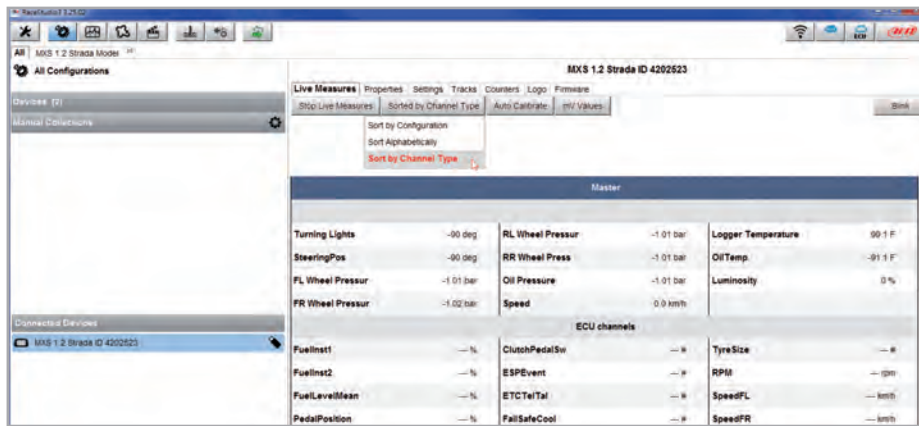 RaceStudio3 3.25.02
AiM
All MXS 1.2 Strada Model
All Configurations
Devices (2)
Manual Collections
Connected Devices
MXS 1.2 Strada ID 4202523
MXS 1.2 Strada ID 4202523
Live Measures Properties Settings Tracks Counters Logo Firmware
Stop Live Measures Sorted by Channel Type Auto Calibrate mV Values Blink
Sort by Configuration
Sort Alphabetically
Sort by Channel Type
Master
Turning Lights -90 deg RL Wheel Pressur -1.01 bar Logger Temperature 90.1 F
SteeringPos -90 deg RR Wheel Press -1.01 bar OilTemp. -91.1 F
FL Wheel Pressur -1.01 bar Oil Pressure -1.01 bar Luminosity 0 %
FR Wheel Pressur -1.02 bar Speed 0.0 km/h
ECU channels
FuelInst1 --- % ClutchPedalSw --- # TyreSize --- #
FuelInst2 --- % ESPEvent --- # RPM --- rpm
FuelLevelMean --- % ETCTelTal --- # SpeedFL --- km/h
PedalPosition --- % FailSafeCool --- # SpeedFR --- km/h